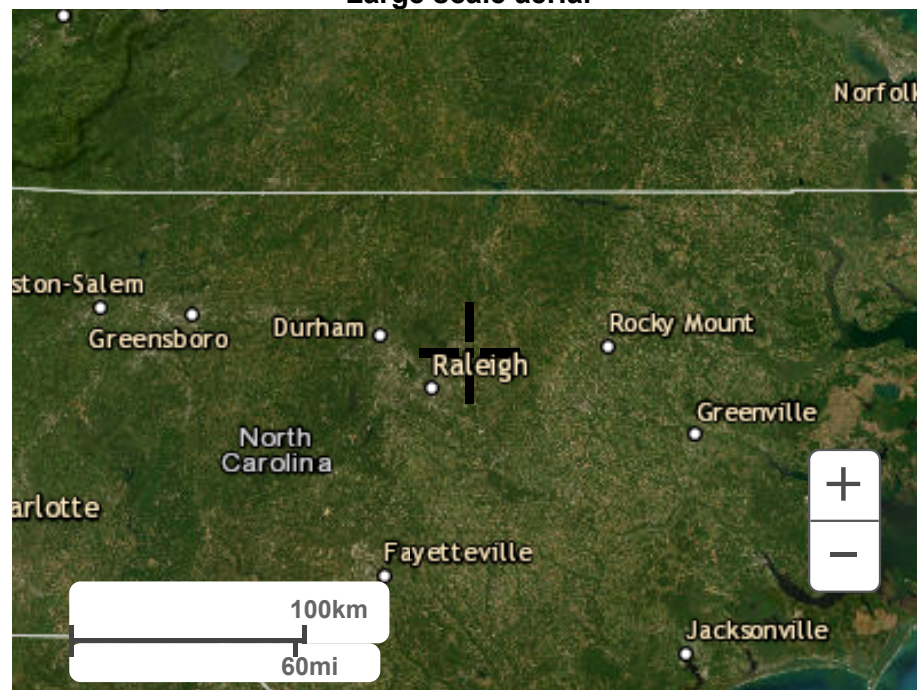 Large scale aerial
Norfolk
ston-Salem
Greensboro
Durham
Rocky Mount
Raleigh
Greenville
North
Carolina
arlotte
Fayetteville
100km
60mi
Jacksonville
+
−